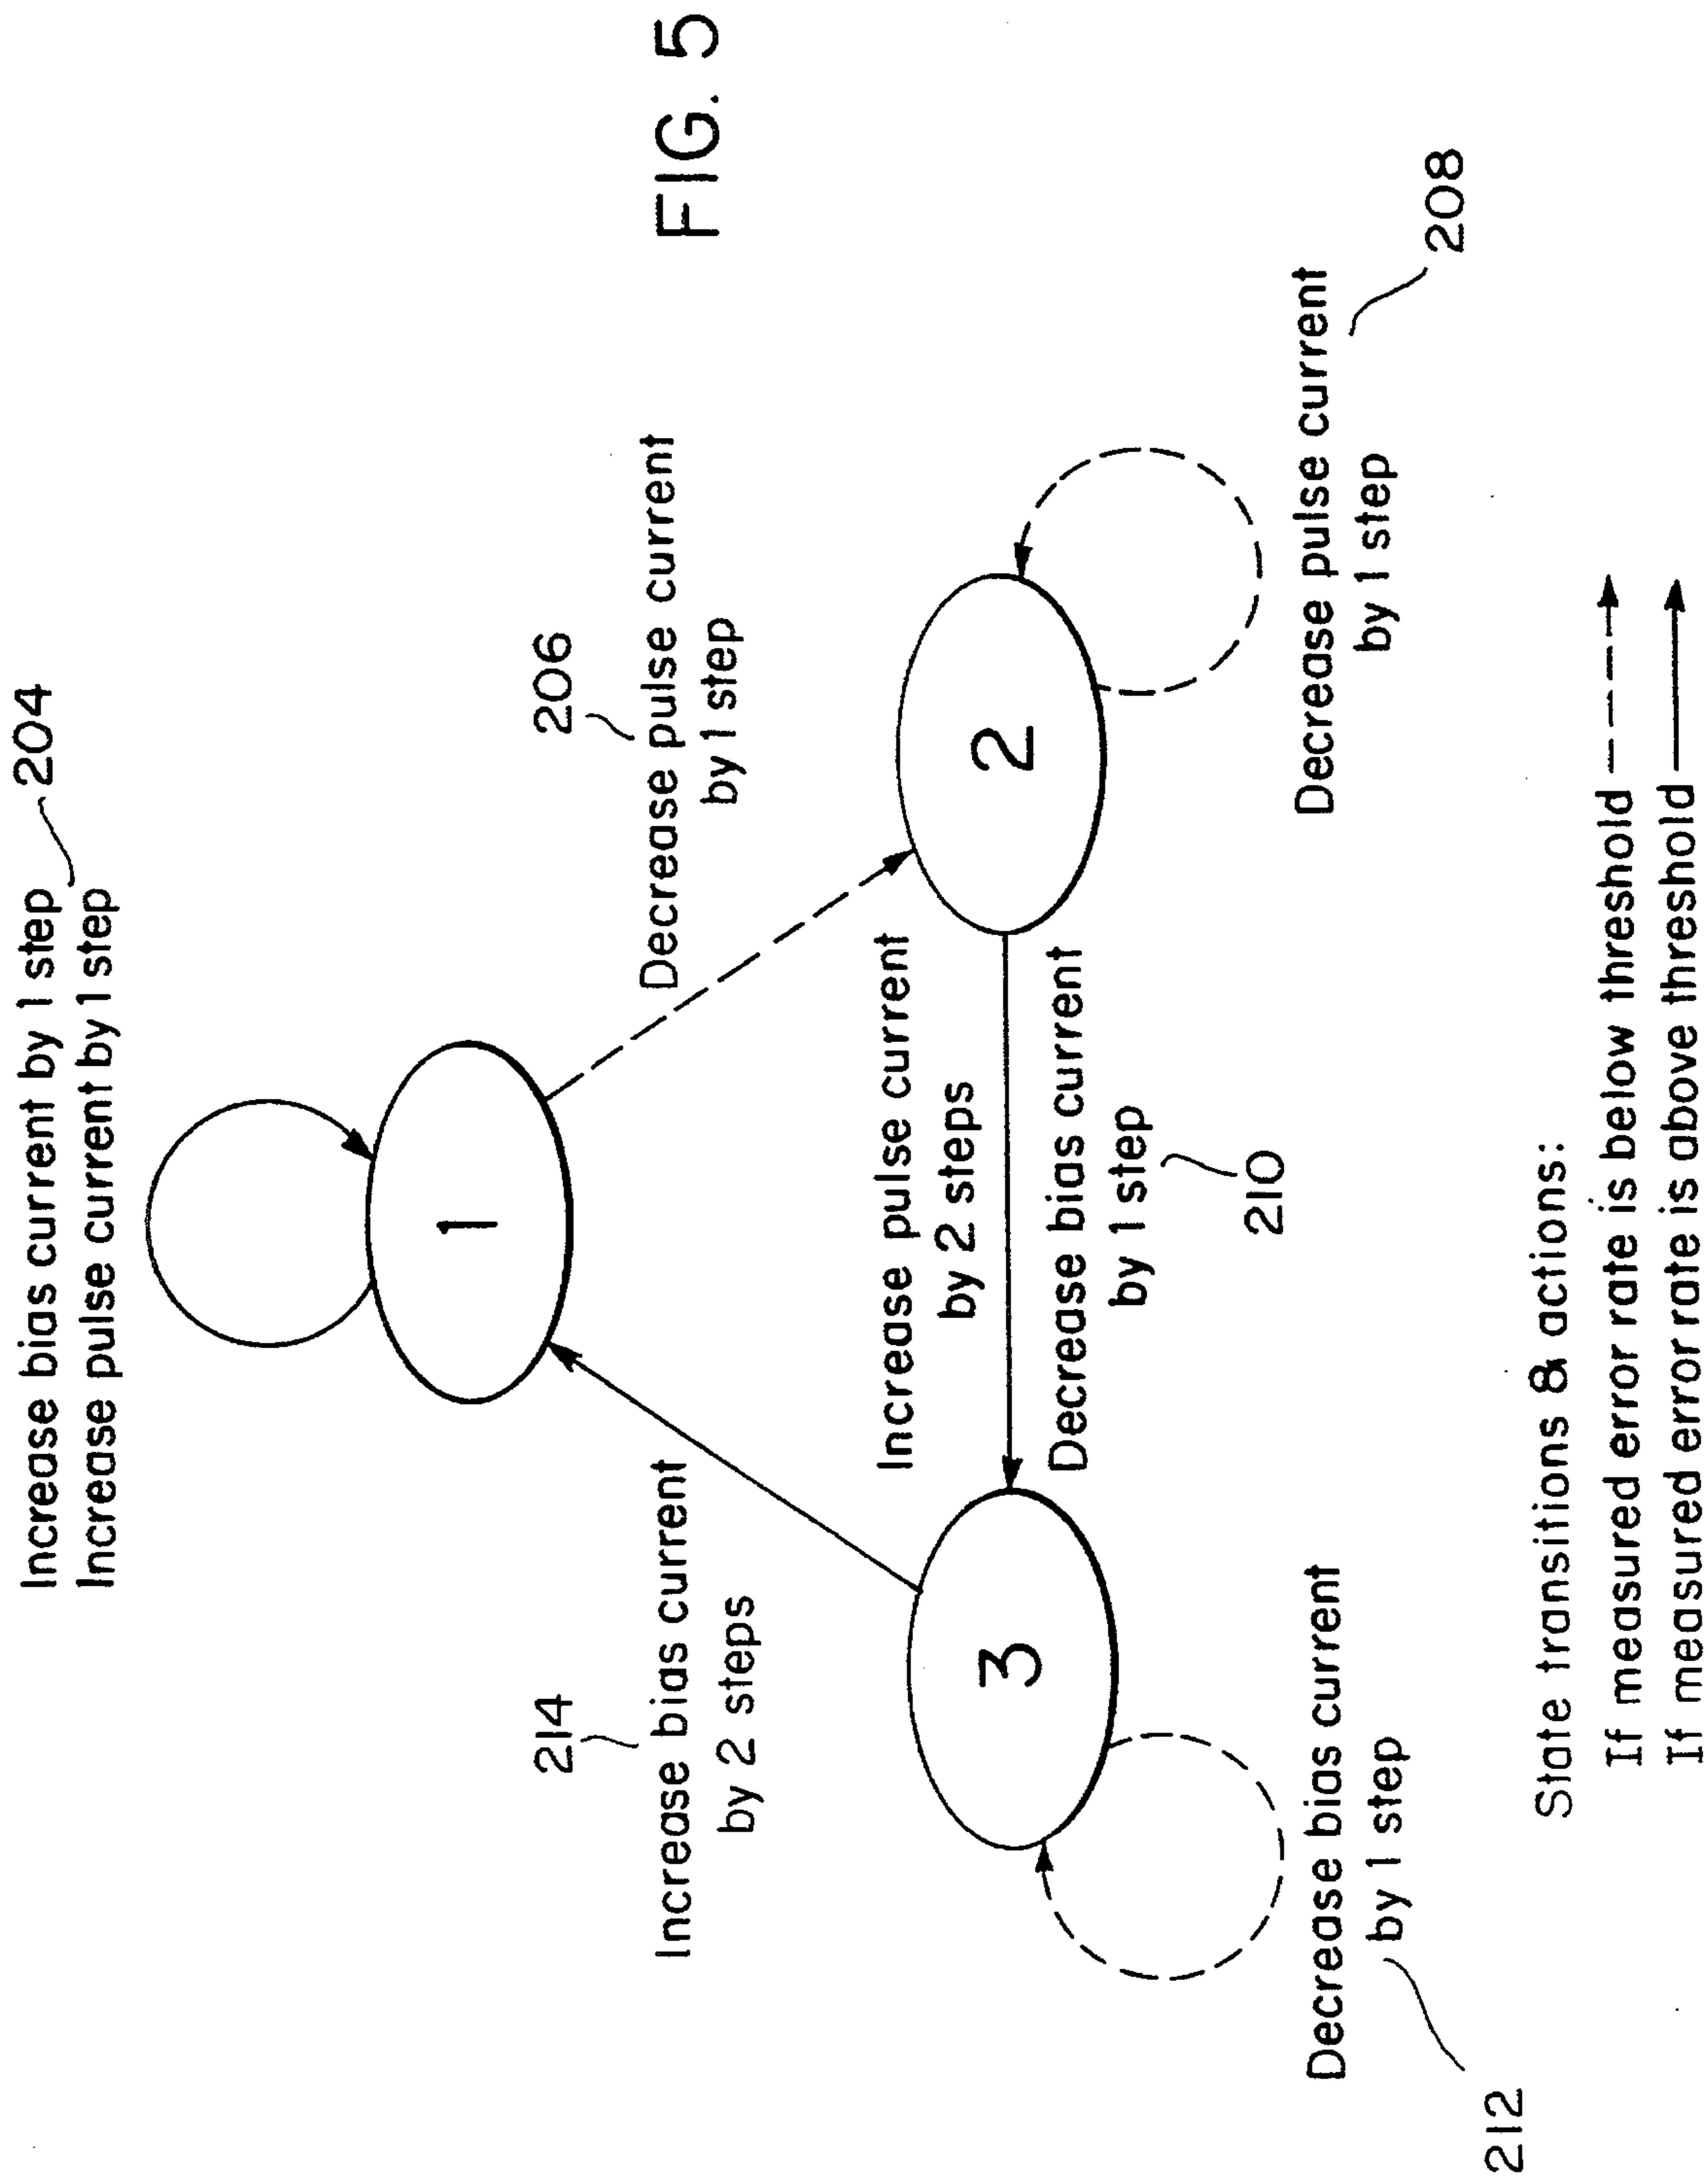 Increase bias current by 1 step
Increase pulse current by 1 step
204
1
214
Increase bias current
by 2 steps
206
Decrease pulse current
by 1 step
Increase pulse current
by 2 steps
FIG. 5
3
2
Decrease bias current
by 1 step
210
Decrease bias current
by 1 step
212
Decrease pulse current
by 1 step
208
State transitions & actions:
If measured error rate is below threshold
If measured error rate is above threshold